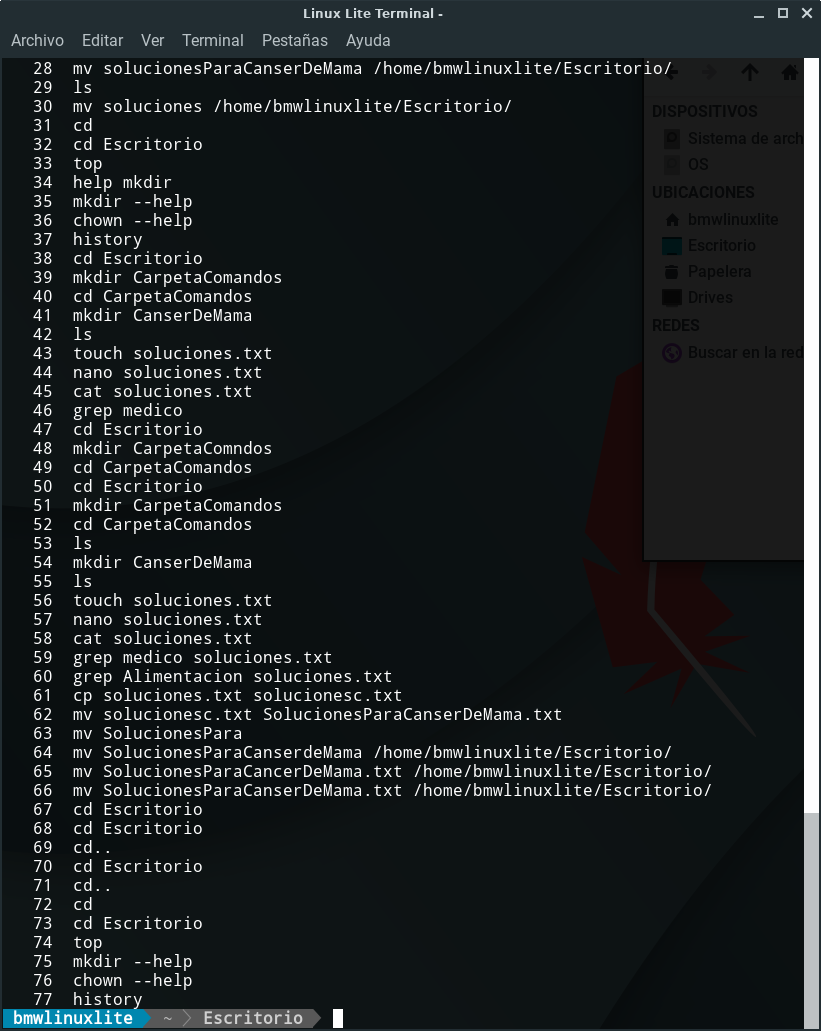 Linux Lite Terminal -
Archivo Editar Ver Terminal Pestañas Ayuda
28 mv solucionesParaCanserDeMama /home/bmwlinuxlite/Escritorio/
29 ls
30 mv soluciones /home/bmwlinuxlite/Escritorio/
31 cd
32 cd Escritorio
33 top
34 help mkdir
35 mkdir --help
36 chown --help
37 history
38 cd Escritorio
39 mkdir CarpetaComandos
40 cd CarpetaComandos
41 mkdir CanserDeMama
42 ls
43 touch soluciones.txt
44 nano soluciones.txt
45 cat soluciones.txt
46 grep medico
47 cd Escritorio
48 mkdir CarpetaComndos
49 cd CarpetaComandos
50 cd Escritorio
51 mkdir CarpetaComandos
52 cd CarpetaComandos
53 ls
54 mkdir CanserDeMama
55 ls
56 touch soluciones.txt
57 nano soluciones.txt
58 cat soluciones.txt
59 grep medico soluciones.txt
60 grep Alimentacion soluciones.txt
61 cp soluciones.txt solucionesc.txt
62 mv solucionesc.txt SolucionesParaCanserDeMama.txt
63 mv SolucionesPara
64 mv SolucionesParaCanserdeMama /home/bmwlinuxlite/Escritorio/
65 mv SolucionesParaCancerDeMama.txt /home/bmwlinuxlite/Escritorio/
66 mv SolucionesParaCanserDeMama.txt /home/bmwlinuxlite/Escritorio/
67 cd Escritorio
68 cd Escritorio
69 cd..
70 cd Escritorio
71 cd..
72 cd
73 cd Escritorio
74 top
75 mkdir --help
76 chown --help
77 history
bmwlinuxlite ~ Escritorio
DISPOSITIVOS
Sistema de arch
OS
UBICACIONES
bmwlinuxlite
Escritorio
Papelera
Drives
REDES
Buscar en la red